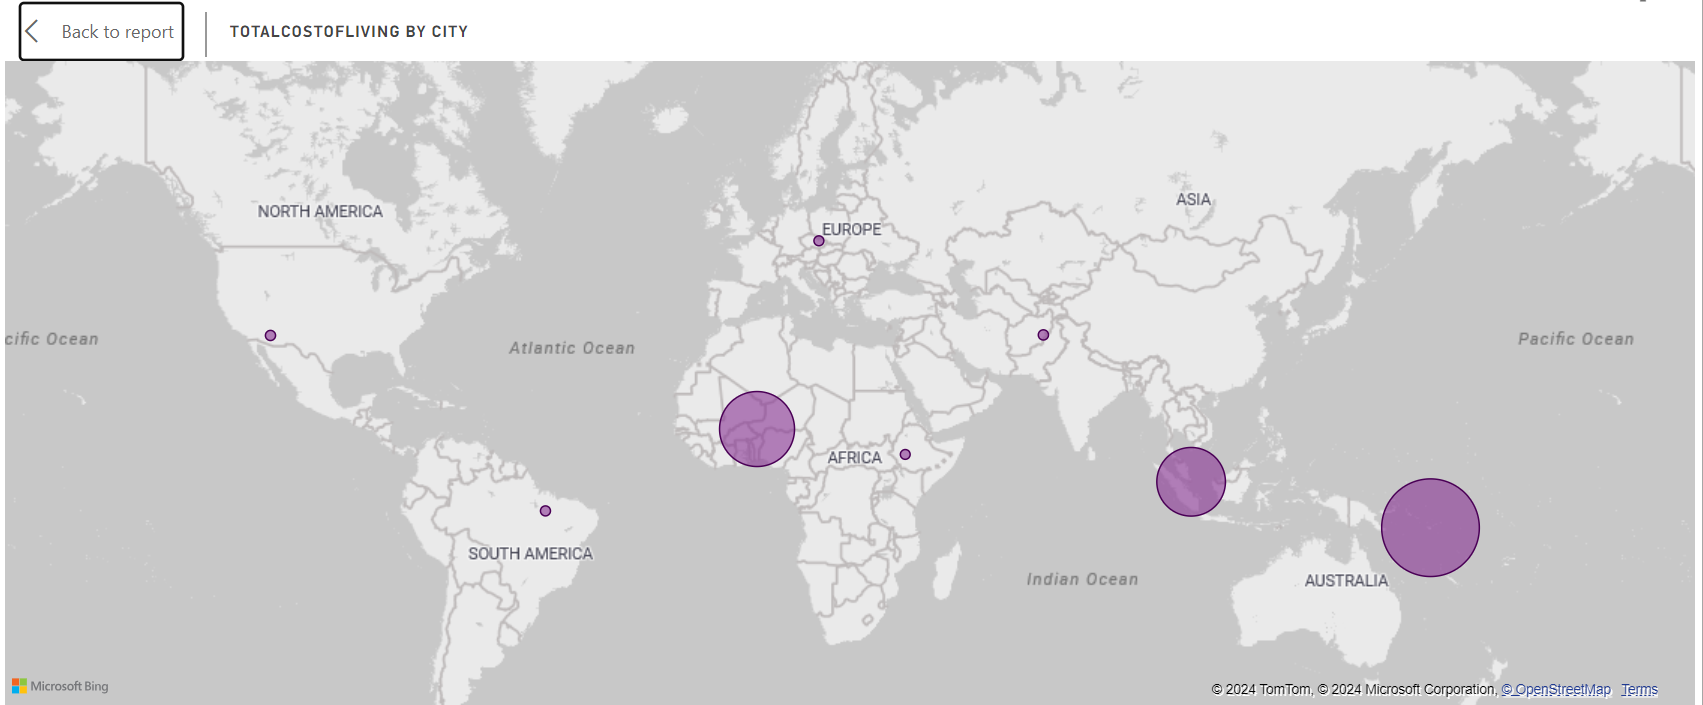 Back to report
TOTALCOSTOFLIVING BY CITY
NORTH AMERICA
EUROPE
ASIA
cific Ocean
Atlantic Ocean
Pacific Ocean
AFRICA
SOUTH AMERICA
Indian Ocean
AUSTRALIA
Microsoft Bing
© 2024 TomTom, © 2024 Microsoft Corporation, © OpenStreetMap Terms